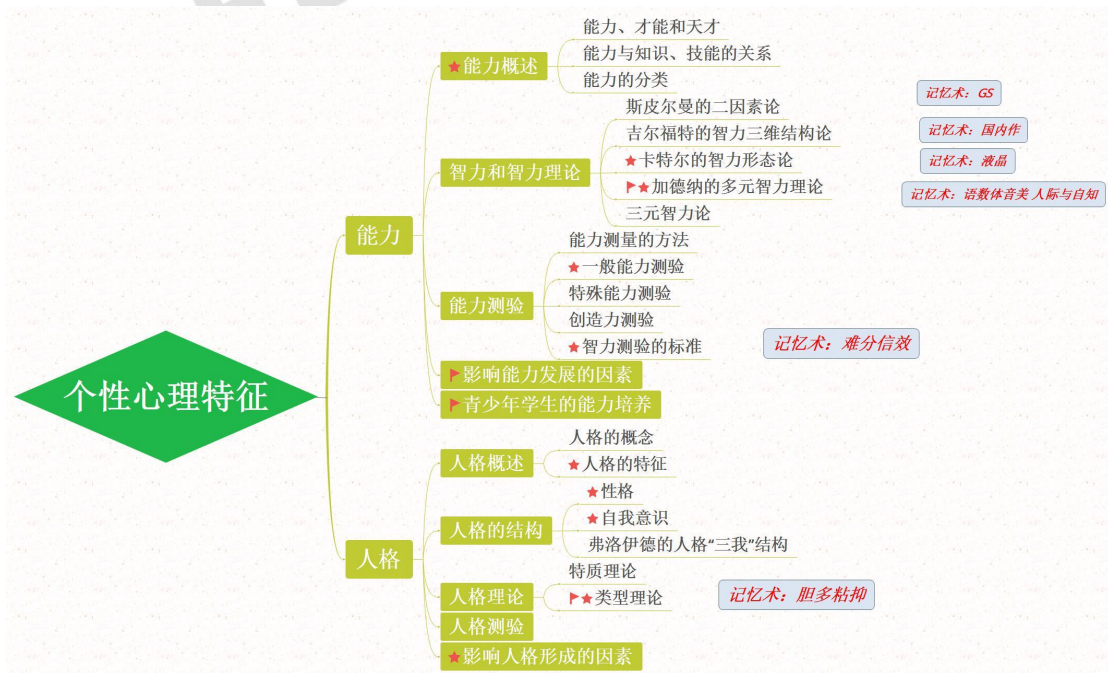 个性心理特征
能力
★能力概述
能力、才能和天才
能力与知识、技能的关系
能力的分类
智力和智力理论
斯皮尔曼的二因素论
记忆术：GS
吉尔福特的智力三维结构论
记忆术：国内作
★卡特尔的智力形态论
记忆术：液晶
★加德纳的多元智力理论
记忆术：语数体音美 人际与自知
三元智力论
能力测验
能力测量的方法
★一般能力测验
特殊能力测验
创造力测验
★智力测验的标准
记忆术：难分信效
影响能力发展的因素
青少年学生的能力培养
人格
人格概述
人格的概念
★人格的特征
人格的结构
★性格
★自我意识
弗洛伊德的人格“三我”结构
人格理论
特质理论
★类型理论
记忆术：胆多粘抑
人格测验
★影响人格形成的因素